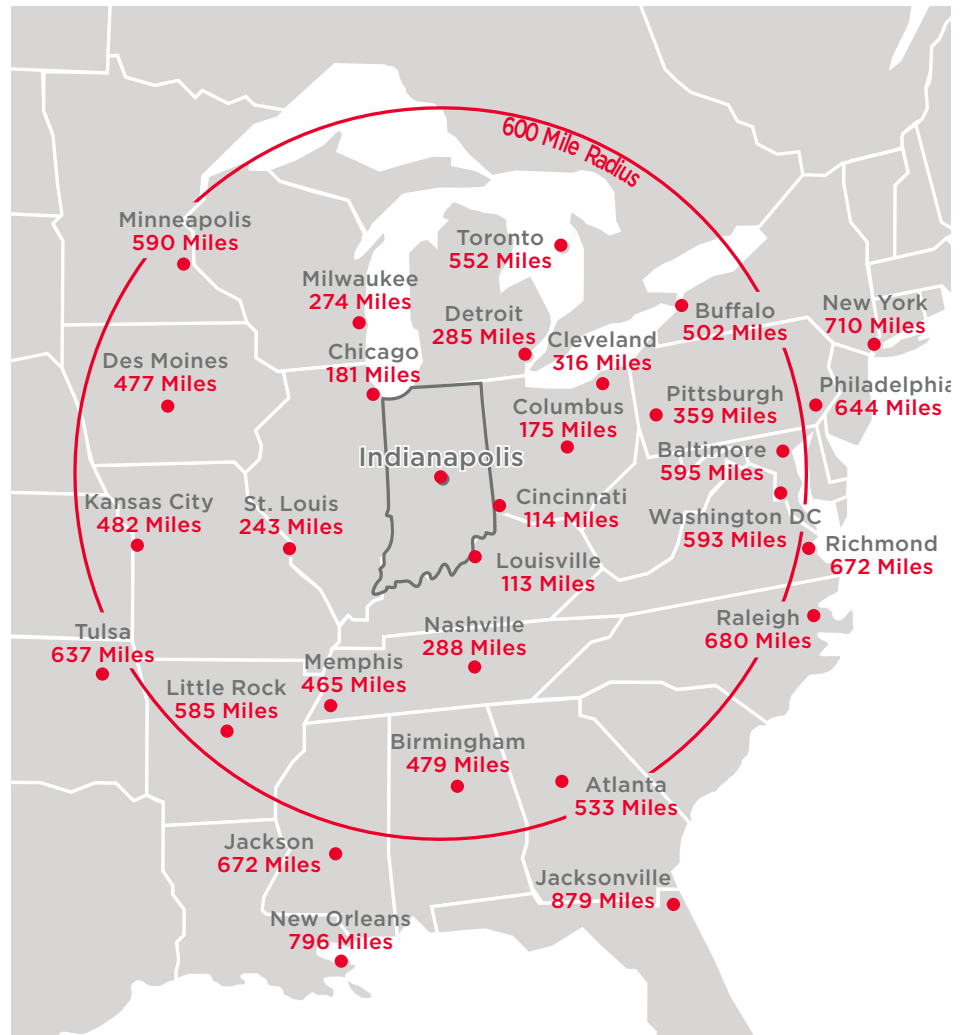 600 Mile Radius
Minneapolis
590 Miles
Toronto
552 Miles
Milwaukee
274 Miles
Detroit
285 Miles
Buffalo
502 Miles
New York
710 Miles
Cleveland
316 Miles
Chicago
181 Miles
Des Moines
477 Miles
Columbus
175 Miles
Pittsburgh
359 Miles
Philadelphia
644 Miles
Indianapolis
Baltimore
595 Miles
Kansas City
482 Miles
St. Louis
243 Miles
Cincinnati
114 Miles
Washington DC
593 Miles
Richmond
672 Miles
Louisville
113 Miles
Tulsa
637 Miles
Nashville
288 Miles
Raleigh
680 Miles
Memphis
465 Miles
Little Rock
585 Miles
Birmingham
479 Miles
Atlanta
533 Miles
Jackson
672 Miles
Jacksonville
879 Miles
New Orleans
796 Miles